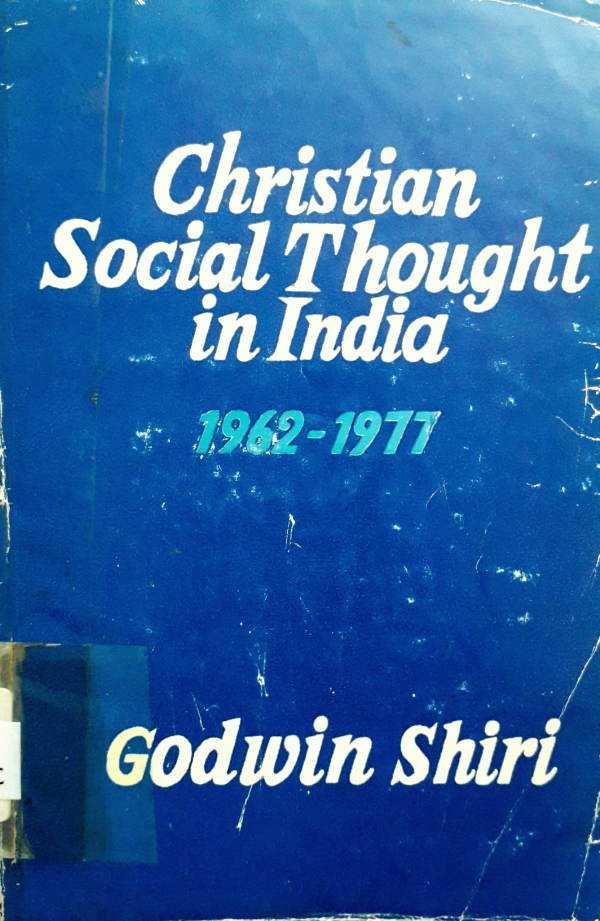 Christian
Social Thought
in India
1962-1977
Godwin Shiri